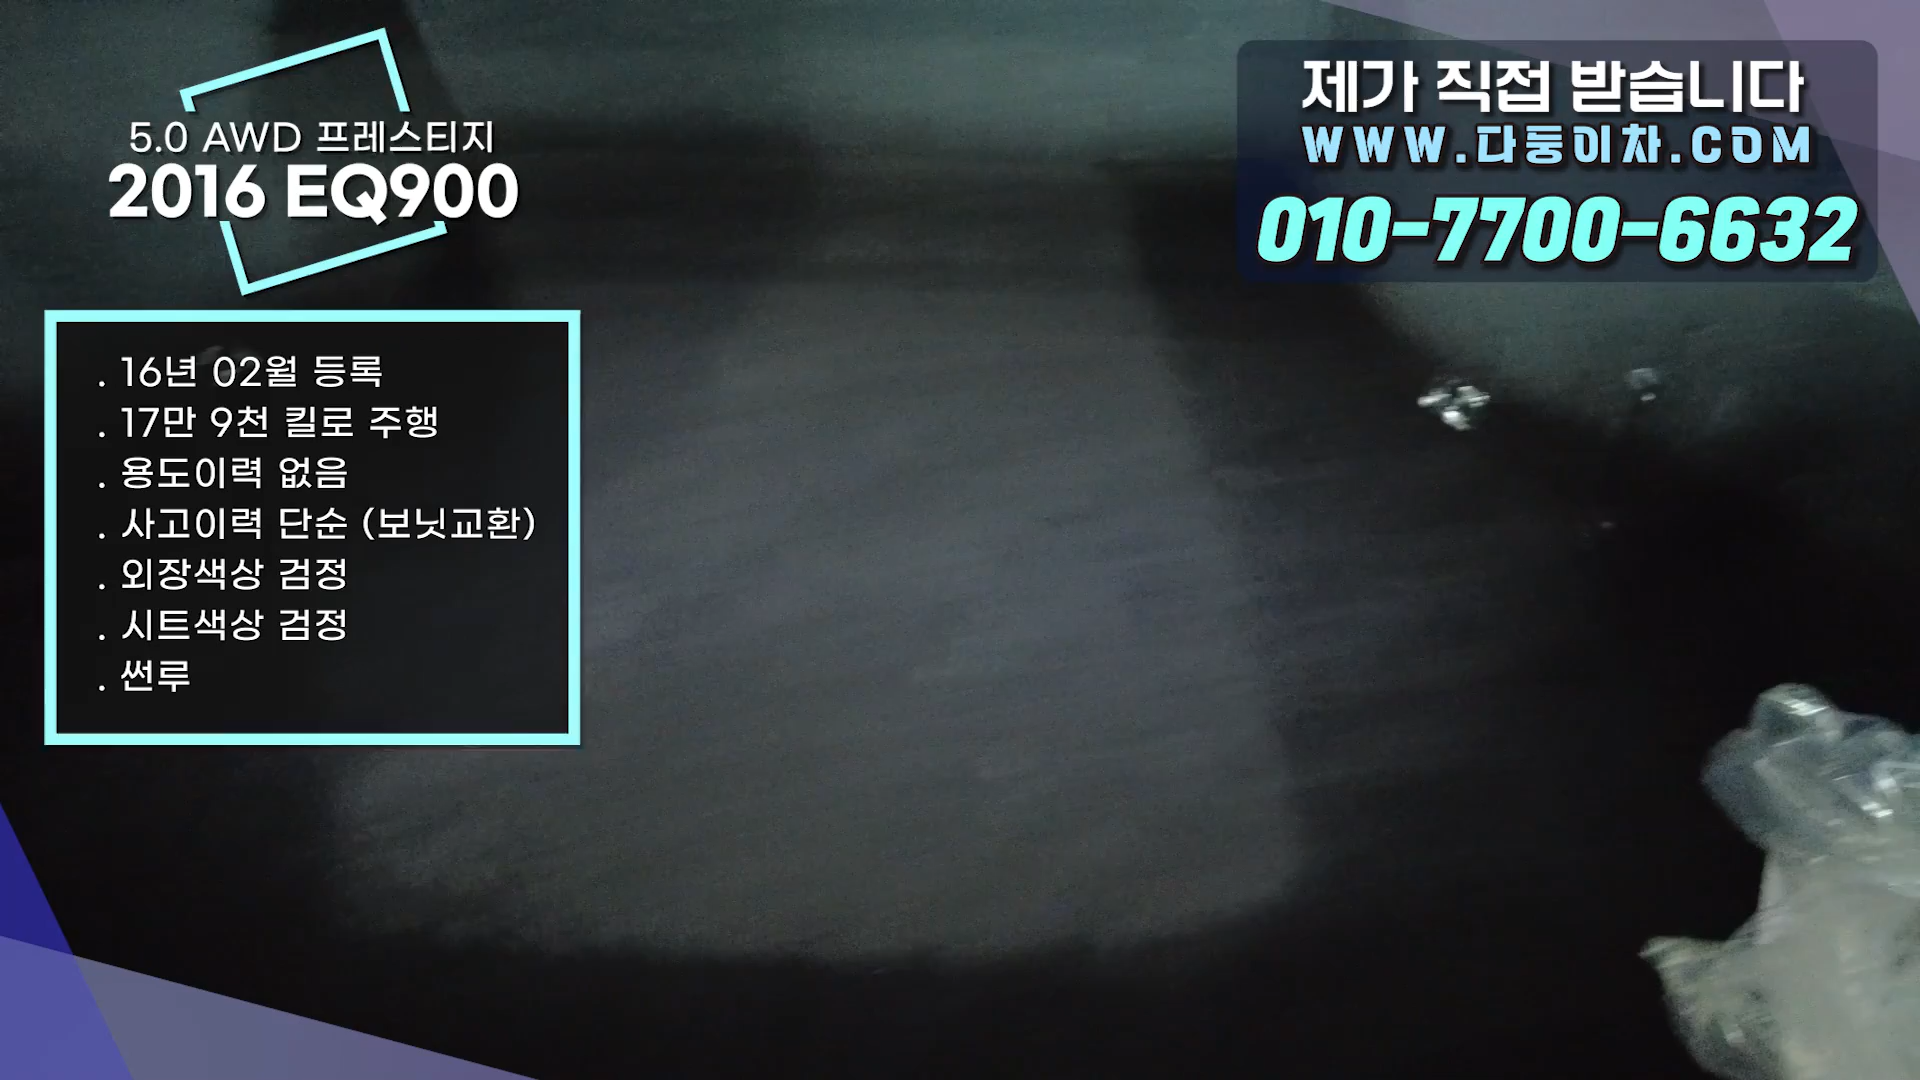 5.0 AWD 프레스티지
2016 EQ900
. 16년 02월 등록
. 17만 9천 킬로 주행
. 용도이력 없음
. 사고이력 단순 (보닛교환)
. 외장색상 검정
. 시트색상 검정
. 썬루
제가 직접 받습니다
WWW.다둥이차.COM
010-7700-6632